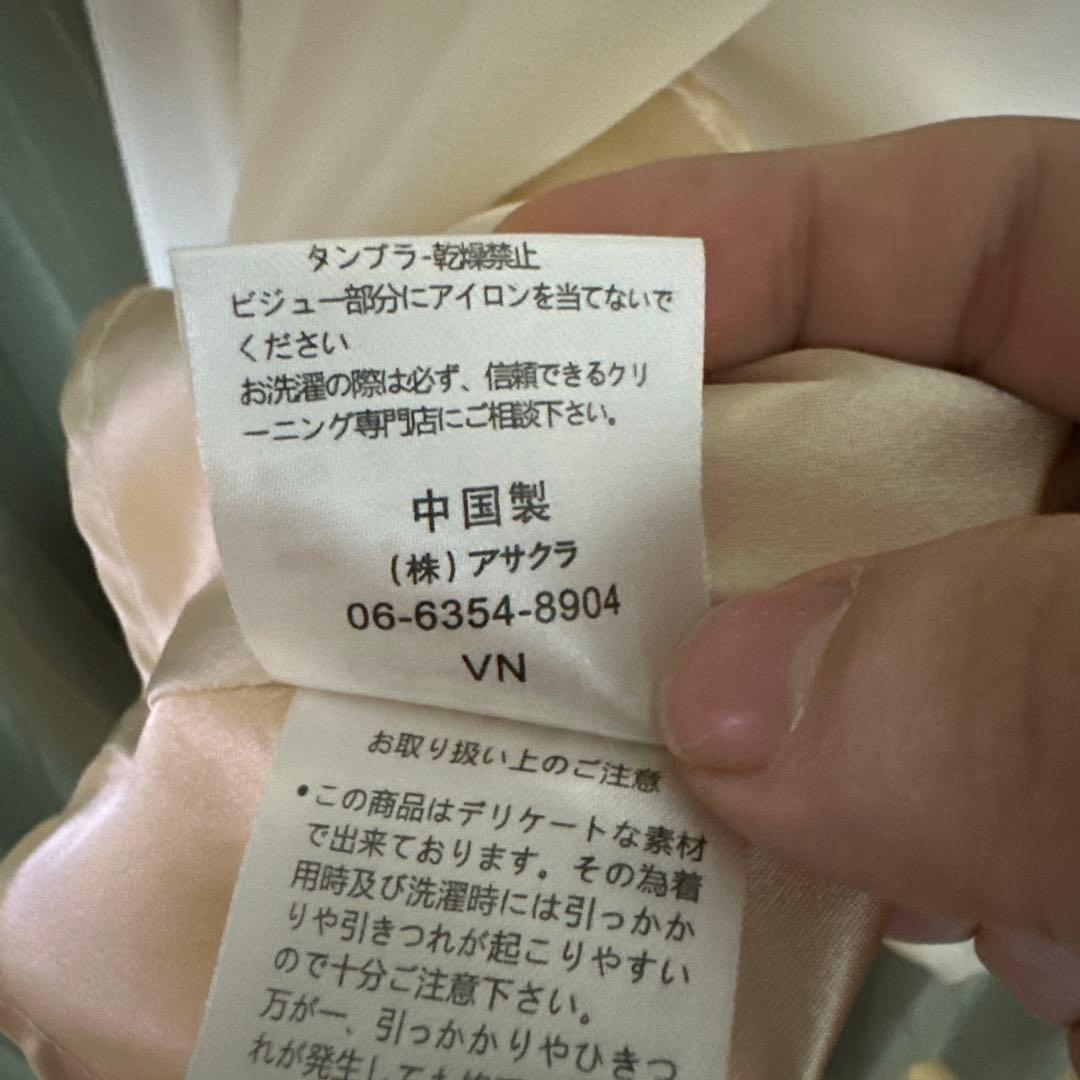 タンブラ-乾燥禁止
ビジュー部分にアイロンを当てないで
ください
お洗濯の際は必ず、信頼できるクリ
ーニング専門店にご相談下さい。
中国製
(株)アサクラ
06-6354-8904
VN
お取り扱い上のご注意
•この商品はデリケートな素材
で出来ております。その為着
用時及び洗濯時には引っかか
りや引きつれが起こりやすい
ので十分ご注意下さい。
万が一、引っかかりやひきつ
れが発生しても